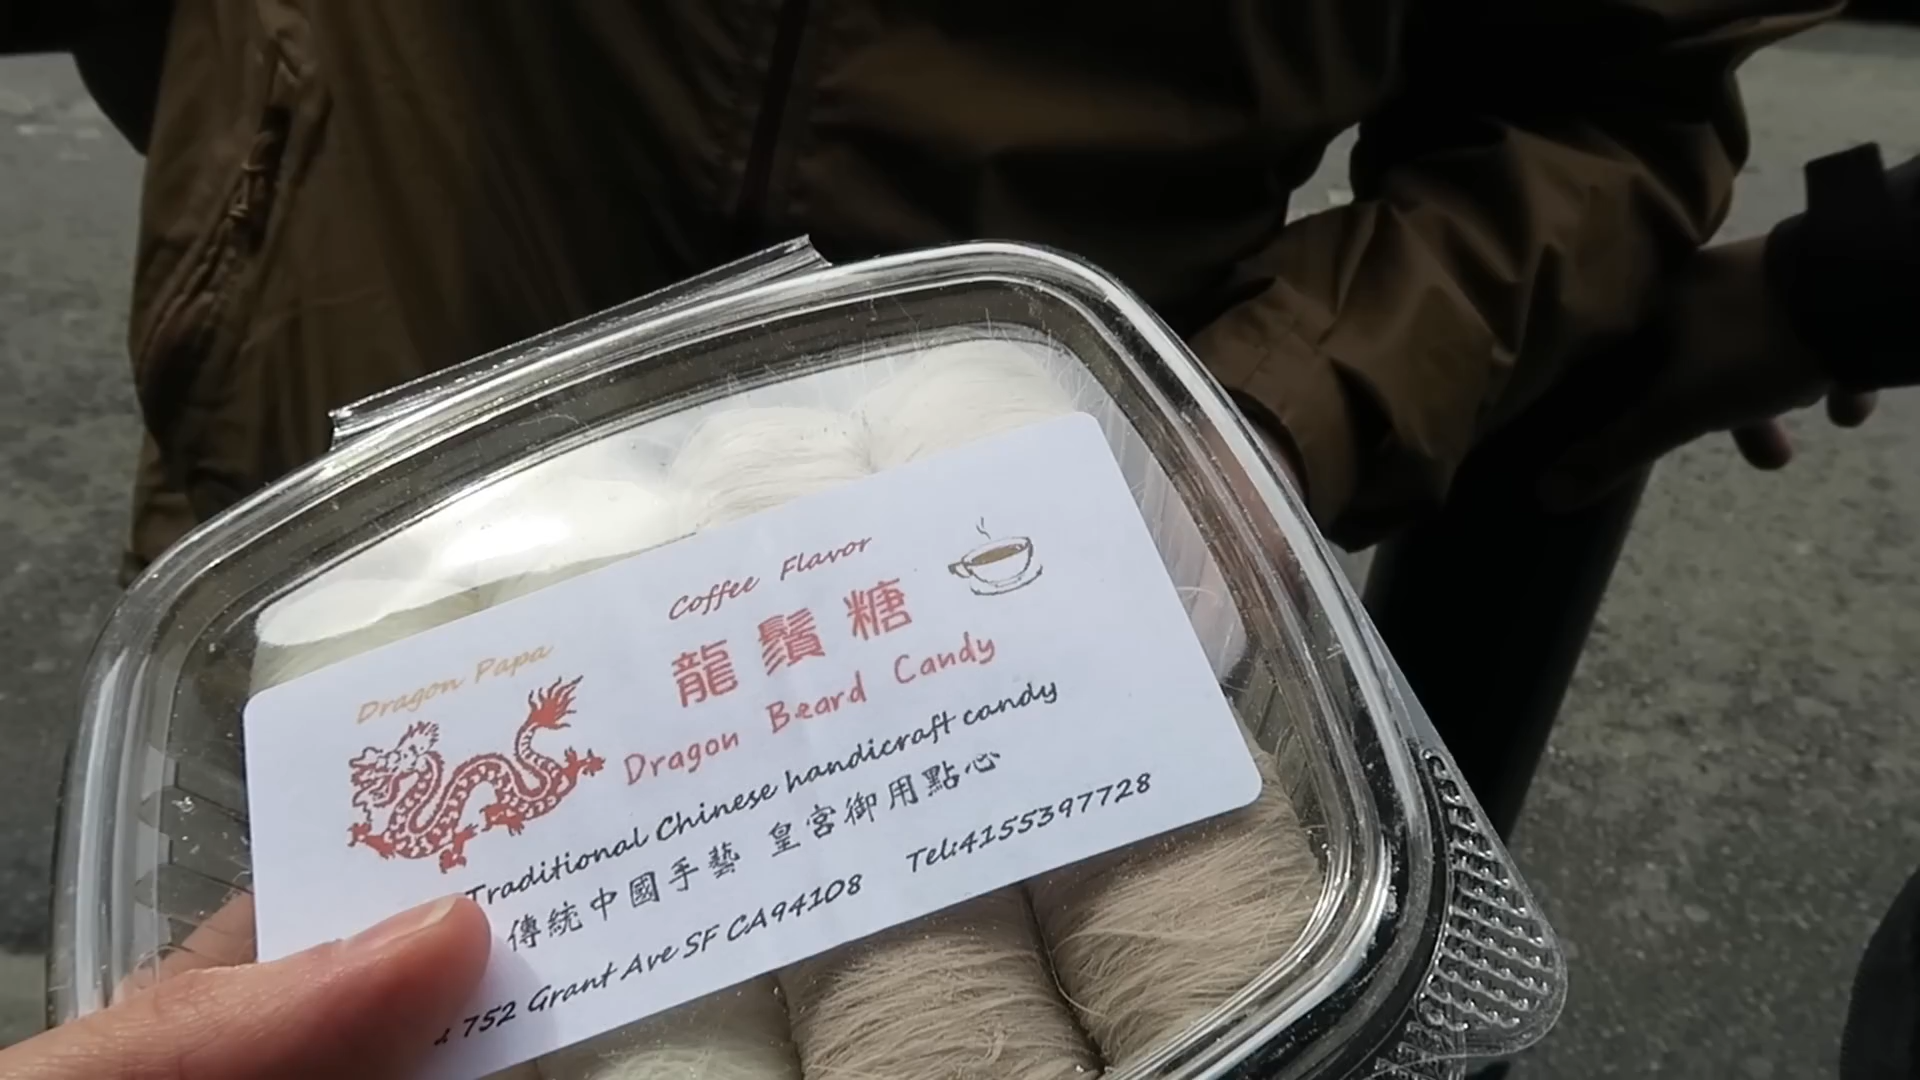 Coffee Flavor
Dragon Papa
龍鬚糖
Dragon Beard Candy
Traditional Chinese handicraft candy
傳統中國手藝 皇宮御用點心
752 Grant Ave SF CA94108 Tel:4155397728